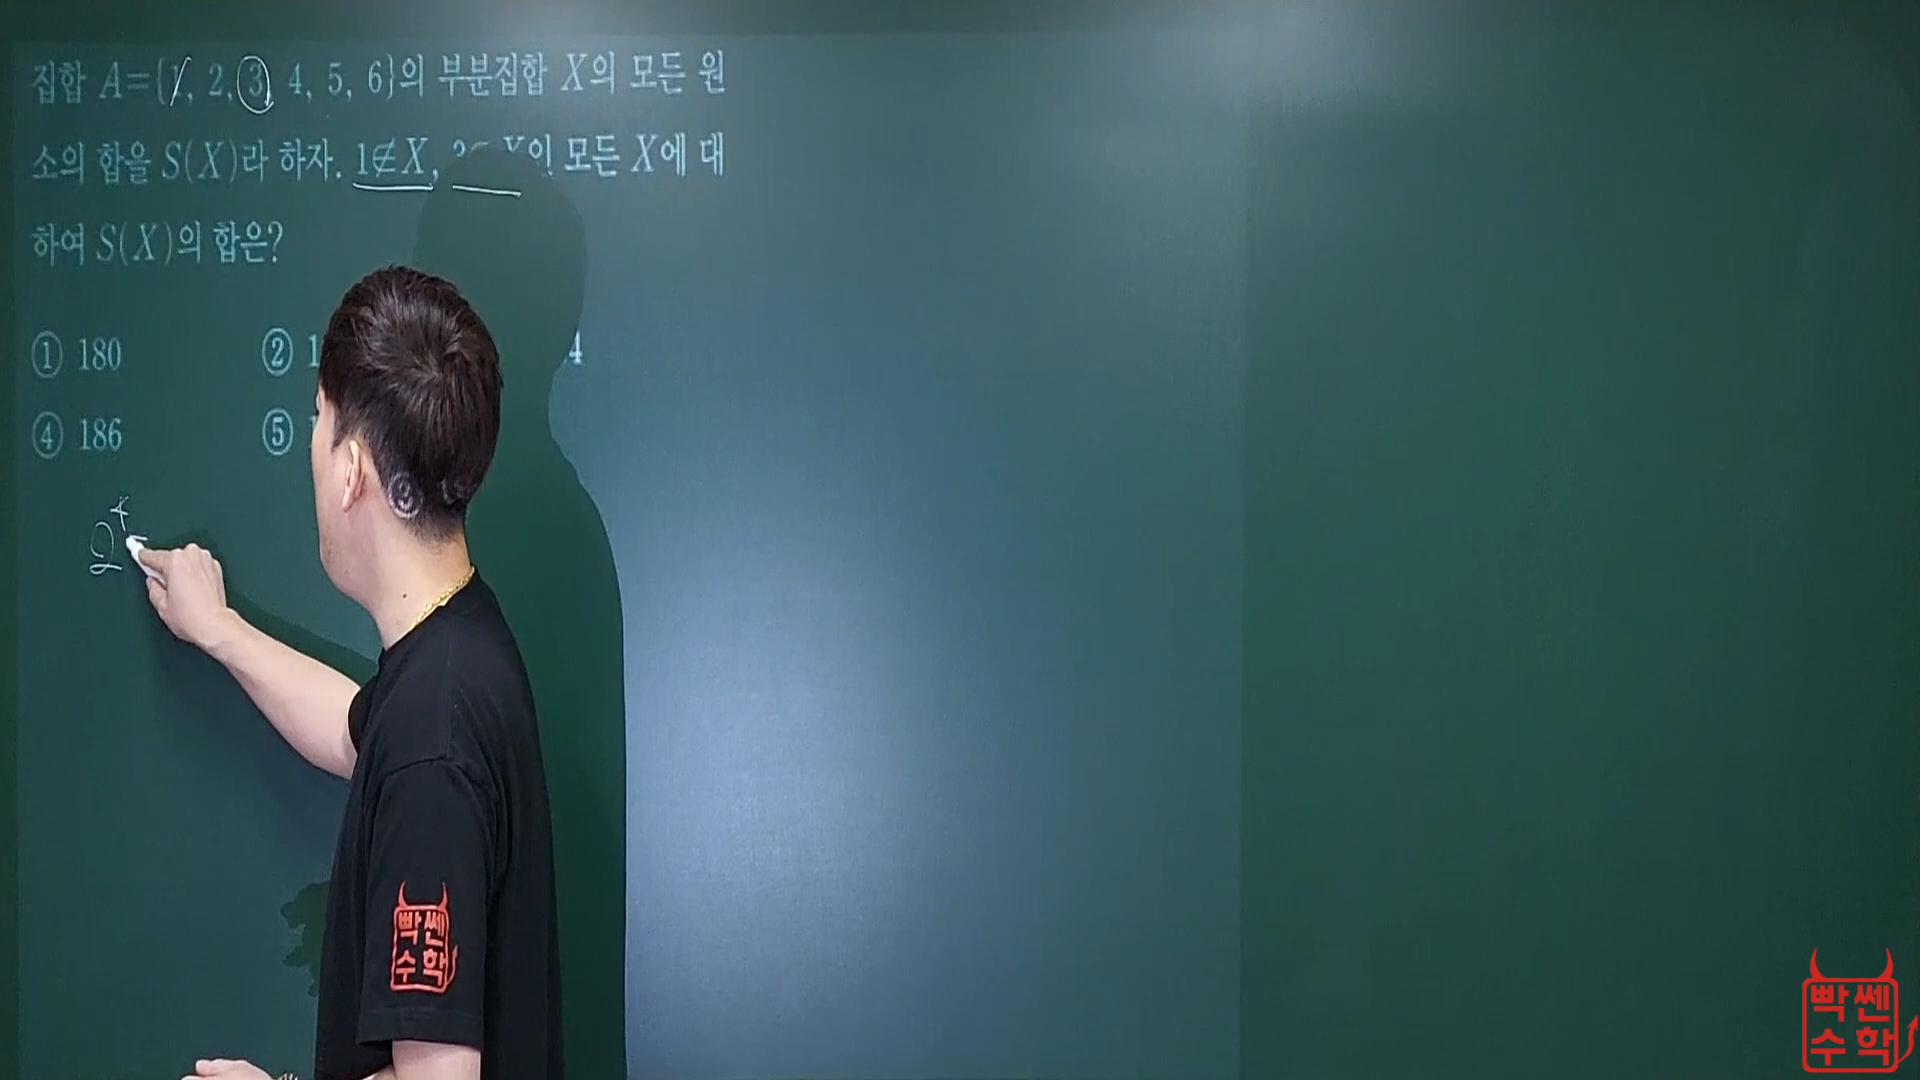 집합 A={1, 2, 3, 4, 5, 6}의 부분집합 X의 모든 원
소의 합을 S(X)라 하자. 1∉X, 모든 X에 대
하여 S(X)의 합은?
① 180 ②
④ 186 ⑤
2⁴
빡쎈
수학
빡쎈
수학